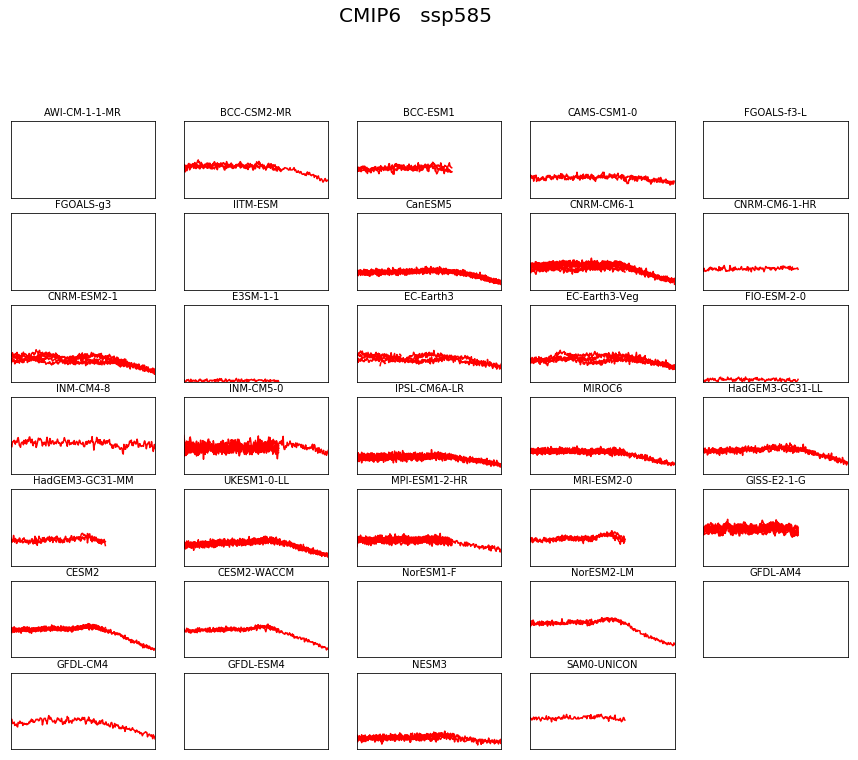 CMIP6   ssp585
AWI-CM-1-1-MR
BCC-CSM2-MR
BCC-ESM1
CAMS-CSM1-0
FGOALS-f3-L
FGOALS-g3
IITM-ESM
CanESM5
CNRM-CM6-1
CNRM-CM6-1-HR
CNRM-ESM2-1
E3SM-1-1
EC-Earth3
EC-Earth3-Veg
FIO-ESM-2-0
INM-CM4-8
INM-CM5-0
IPSL-CM6A-LR
MIROC6
HadGEM3-GC31-LL
HadGEM3-GC31-MM
UKESM1-0-LL
MPI-ESM1-2-HR
MRI-ESM2-0
GISS-E2-1-G
CESM2
CESM2-WACCM
NorESM1-F
NorESM2-LM
GFDL-AM4
GFDL-CM4
GFDL-ESM4
NESM3
SAM0-UNICON